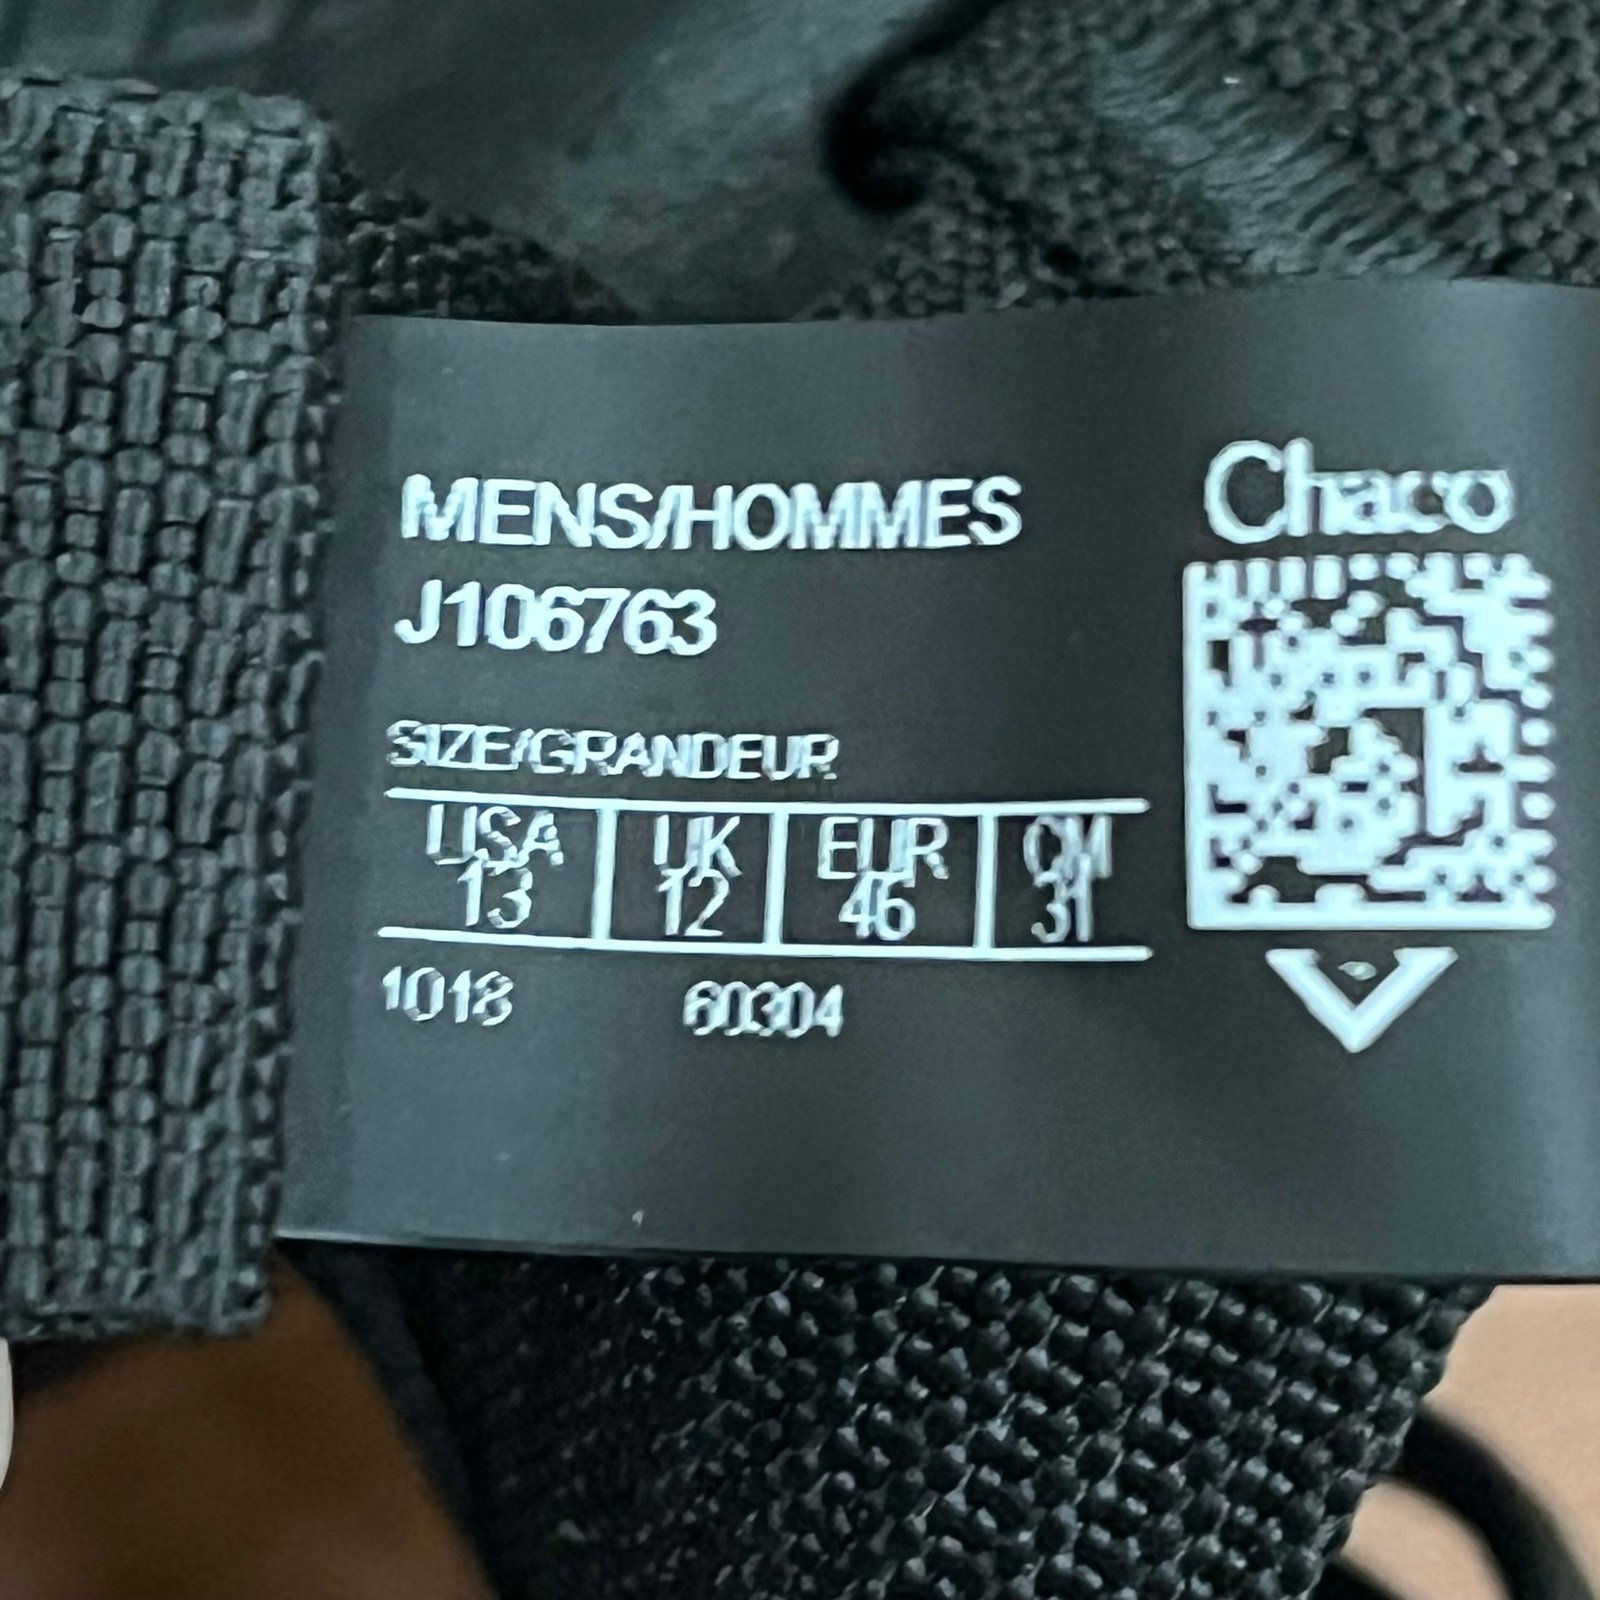 MENS/HOMMES
J106763
Chaco
SIZE/GRANDEUR
USA UK EUR CM
13 12 46 31
1018 60304